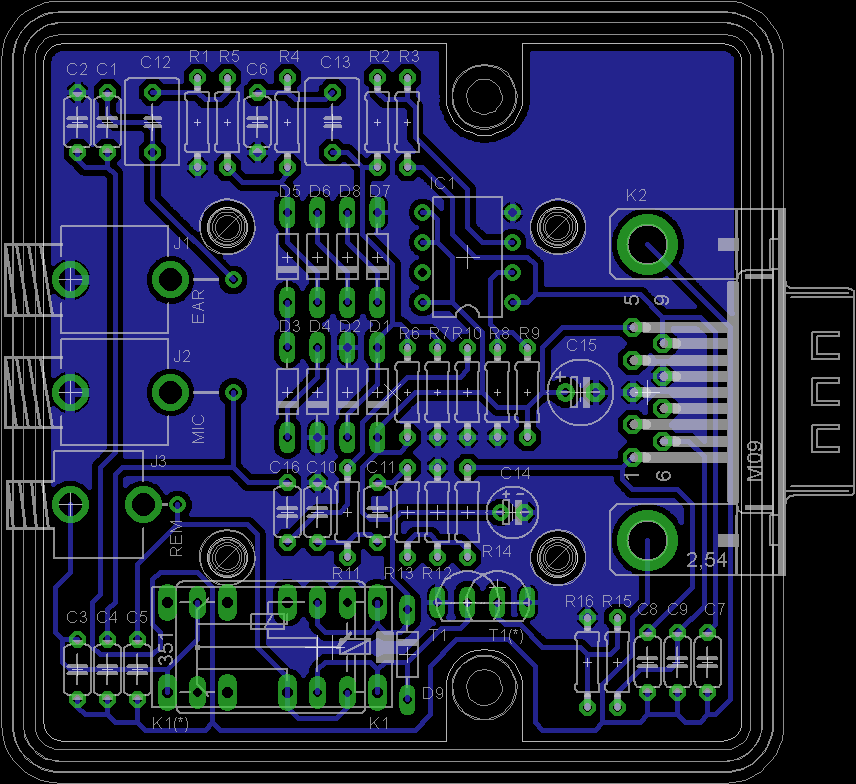 C2 C1 C12 R1 R5 C6 R4 C13 R2 R3
IC1
K2
D5 D6 D8 D7
J1
EAR
5 9
D3 D4 D2 D1
R6 R7 R10 R8 R9
C15
+
J2
MIC
M09
1 6
J3
C16 C10 C11
C14
+ -
REM
R14
2,54
R11 R13 R12
C3 C4 C5
351
T1 T1(*)
R16 R15 C8 C9 C7
D9
K1(*) K1